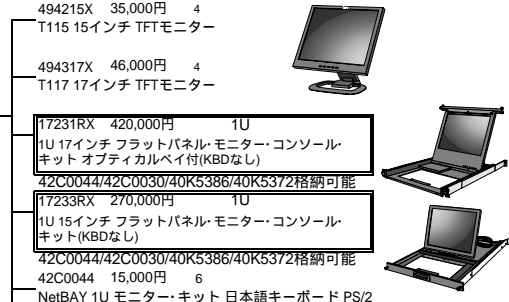 494215X 35,000円 4
T115 15インチ TFTモニター
494317X 46,000円 4
T117 17インチ TFTモニター
17231RX 420,000円 1U
1U 17インチ フラットパネル･モニター･コンソール･
キット オプティカルベイ付(KBDなし)
42C0044/42C0030/40K5386/40K5372格納可能
17233RX 270,000円 1U
1U 15インチ フラットパネル･モニター･コンソール･
キット(KBDなし)
42C0044/42C0030/40K5386/40K5372格納可能
42C0044 15,000円 6
NetBAY 1U モニター･キット 日本語キーボード PS/2